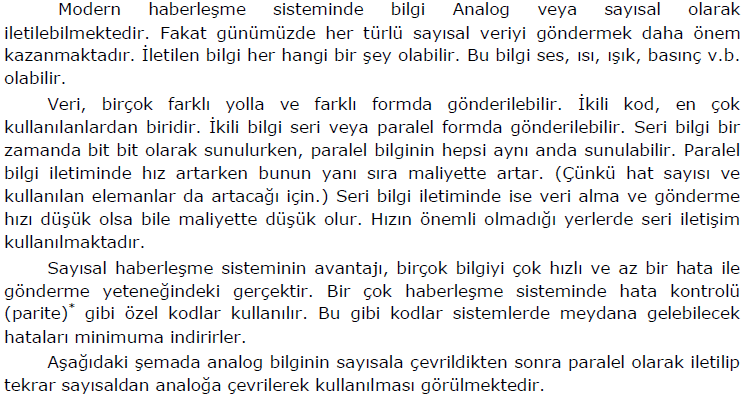 Modern haberleşme sisteminde bilgi Analog veya sayısal olarak
iletilebilmektedir. Fakat günümüzde her türlü sayısal veriyi göndermek daha önem
kazanmaktadır. İletilen bilgi her hangi bir şey olabilir. Bu bilgi ses, ısı, ışık, basınç v.b.
olabilir.
Veri, birçok farklı yolla ve farklı formda gönderilebilir. İkili kod, en çok
kullanılanlardan biridir. İkili bilgi seri veya paralel formda gönderilebilir. Seri bilgi bir
zamanda bit bit olarak sunulurken, paralel bilginin hepsi aynı anda sunulabilir. Paralel
bilgi iletiminde hız artarken bunun yanı sıra maliyette artar. (Çünkü hat sayısı ve
kullanılan elemanlar da artacağı için.) Seri bilgi iletiminde ise veri alma ve gönderme
hızı düşük olsa bile maliyette düşük olur. Hızın önemli olmadığı yerlerde seri iletişim
kullanılmaktadır.
Sayısal haberleşme sisteminin avantajı, birçok bilgiyi çok hızlı ve az bir hata ile
gönderme yeteneğindeki gerçektir. Bir çok haberleşme sisteminde hata kontrolü
(parite)* gibi özel kodlar kullanılır. Bu gibi kodlar sistemlerde meydana gelebilecek
hataları minimuma indirirler.
Aşağıdaki şemada analog bilginin sayısala çevrildikten sonra paralel olarak iletilip
tekrar sayısaldan analoğa çevrilerek kullanılması görülmektedir.